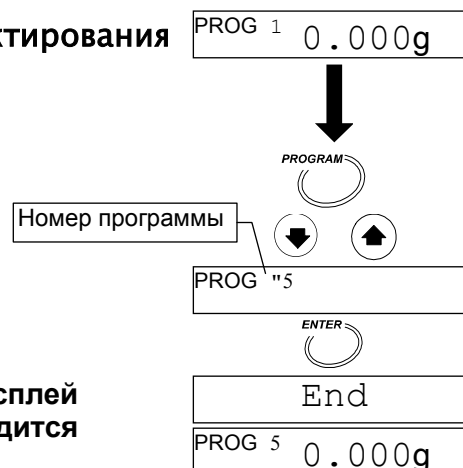 ктирования
PROG 1 0.000g
PROGRAM
Номер программы
PROG "5
ENTER
End
сплей
дится
PROG 5 0.000g